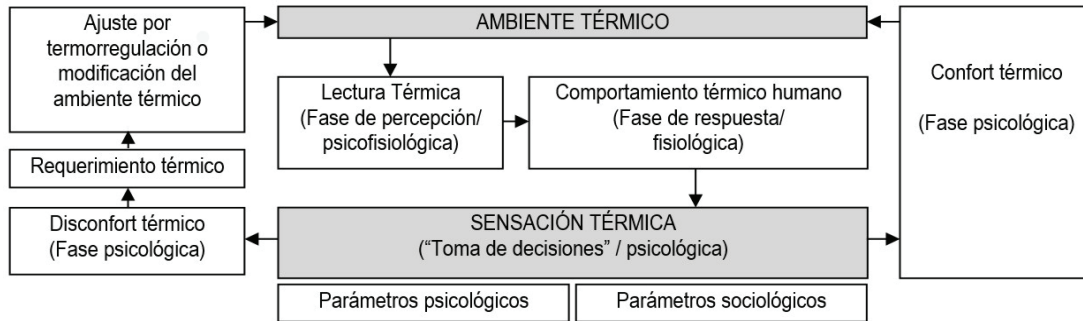 Ajuste por
termorregulación o
modificación del
ambiente térmico
AMBIENTE TÉRMICO
Lectura Térmica
(Fase de percepción/
psicofisiológica)
Comportamiento térmico humano
(Fase de respuesta/
fisiológica)
Confort térmico
(Fase psicológica)
Requerimiento térmico
Disconfort térmico
(Fase psicológica)
SENSACIÓN TÉRMICA
(“Toma de decisiones” / psicológica)
Parámetros psicológicos
Parámetros sociológicos